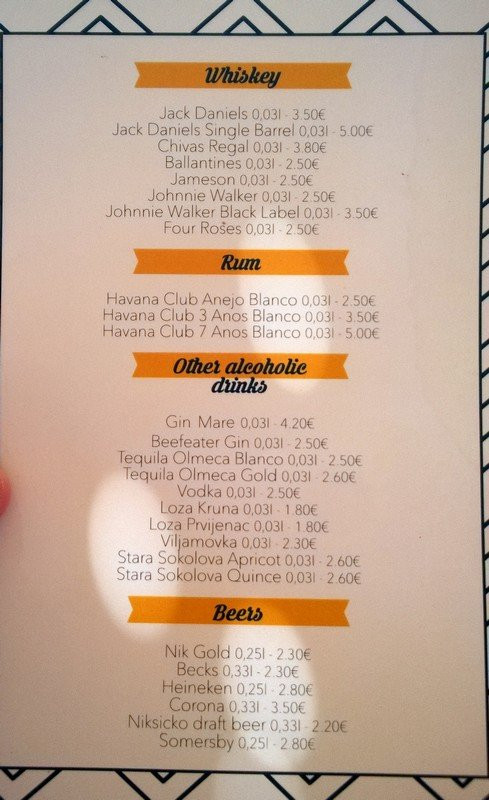 Whiskey
Jack Daniels 0,03l - 3.50€
Jack Daniels Single Barrel 0,03l - 5.00€
Chivas Regal 0,03l - 3.80€
Ballantines 0,03l - 2.50€
Jameson 0,03l - 2.50€
Johnnie Walker 0,03l - 2.50€
Johnnie Walker Black Label 0,03l - 3.50€
Four Roses 0,03l - 2.50€
Rum
Havana Club Anejo Blanco 0,03l - 2.50€
Havana Club 3 Anos Blanco 0,03l - 3.50€
Havana Club 7 Anos Blanco 0,03l - 5.00€
Other alcoholic
drinks
Gin Mare 0,03l - 4.20€
Beefeater Gin 0,03l - 2.50€
Tequila Olmeca Blanco 0,03l - 2.50€
Tequila Olmeca Gold 0,03l - 2.60€
Vodka 0,03l - 2.50€
Loza Kruna 0,03l - 1.80€
Loza Prvijenac 0,03l - 1.80€
Viljamovka 0,03l - 2.30€
Stara Sokolova Apricot 0,03l - 2.60€
Stara Sokolova Quince 0,03l - 2.60€
Beers
Nik Gold 0,25l - 2.30€
Becks 0,33l - 2.30€
Heineken 0,25l - 2.80€
Corona 0,33l - 3.50€
Niksicko draft beer 0,33l - 2.20€
Somersby 0,25l - 2.80€